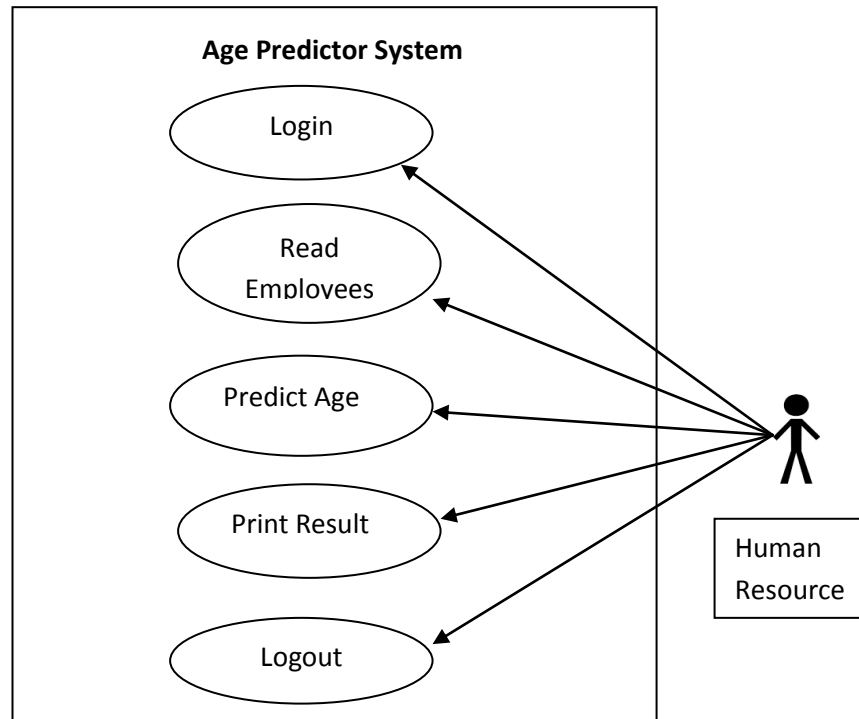 Age Predictor System
Login
Read
Employees
Predict Age
Print Result
Logout
Human
Resource